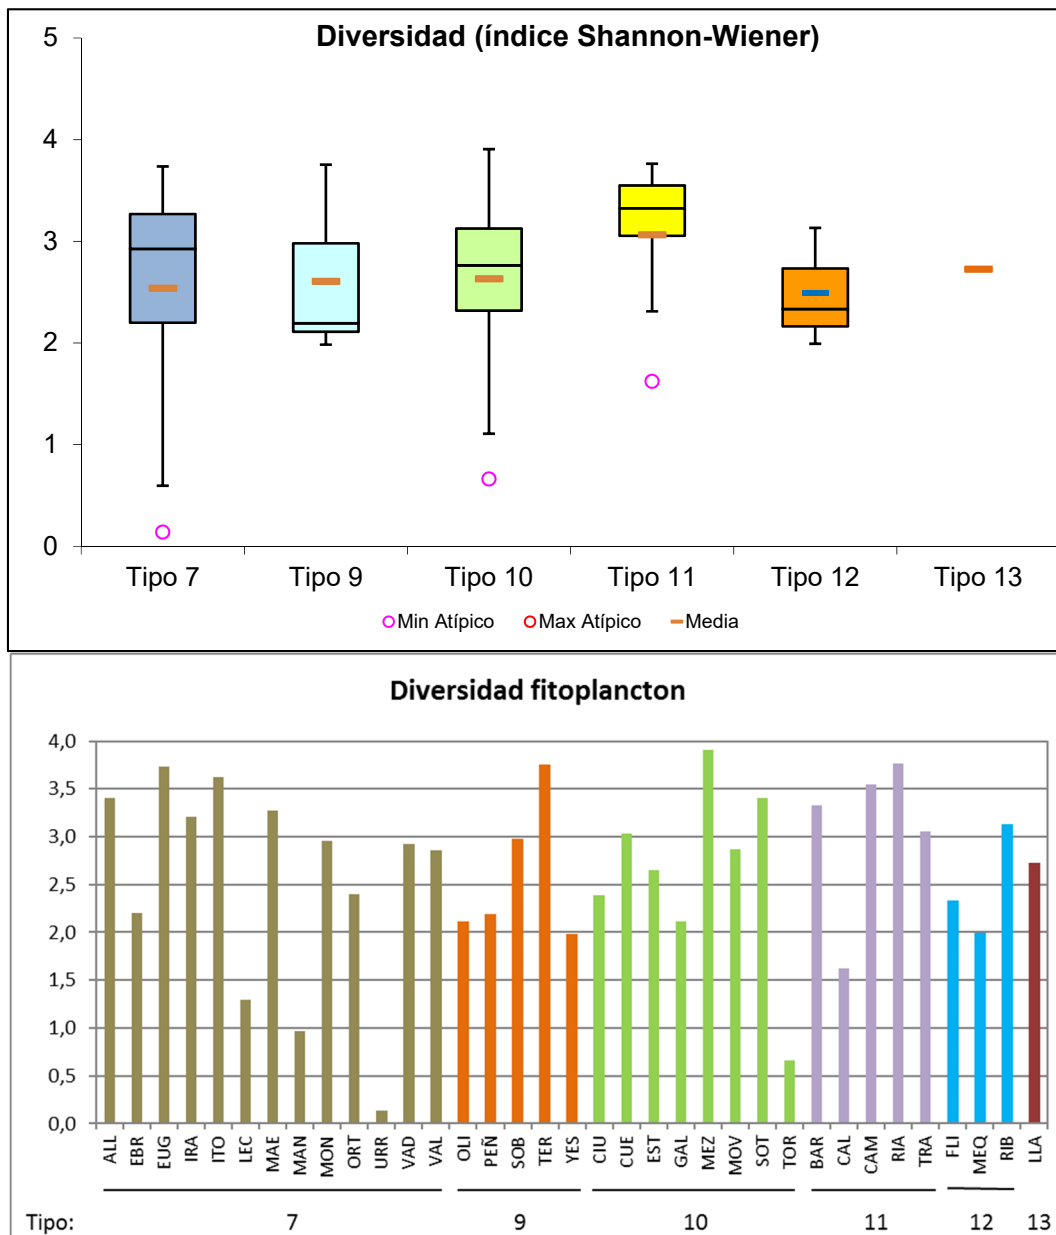 Diversidad (índice Shannon-Wiener)
5
4
3
2
1
0
Tipo 7 Tipo 9 Tipo 10 Tipo 11 Tipo 12 Tipo 13
Min Atípico Max Atípico Media
Diversidad fitoplancton
4,0
3,5
3,0
2,5
2,0
1,5
1,0
0,5
0,0
ALL EBR EUG IRA ITO LEC MAE MAN MON ORT URR VAD VAL OLI PEÑ SOB TER YES CIU CUE EST GAL MEZ MOV SOT TOR BAR CAL CAM RIA TRA FLI MEQ RIB LLA
Tipo: 7 9 10 11 12 13